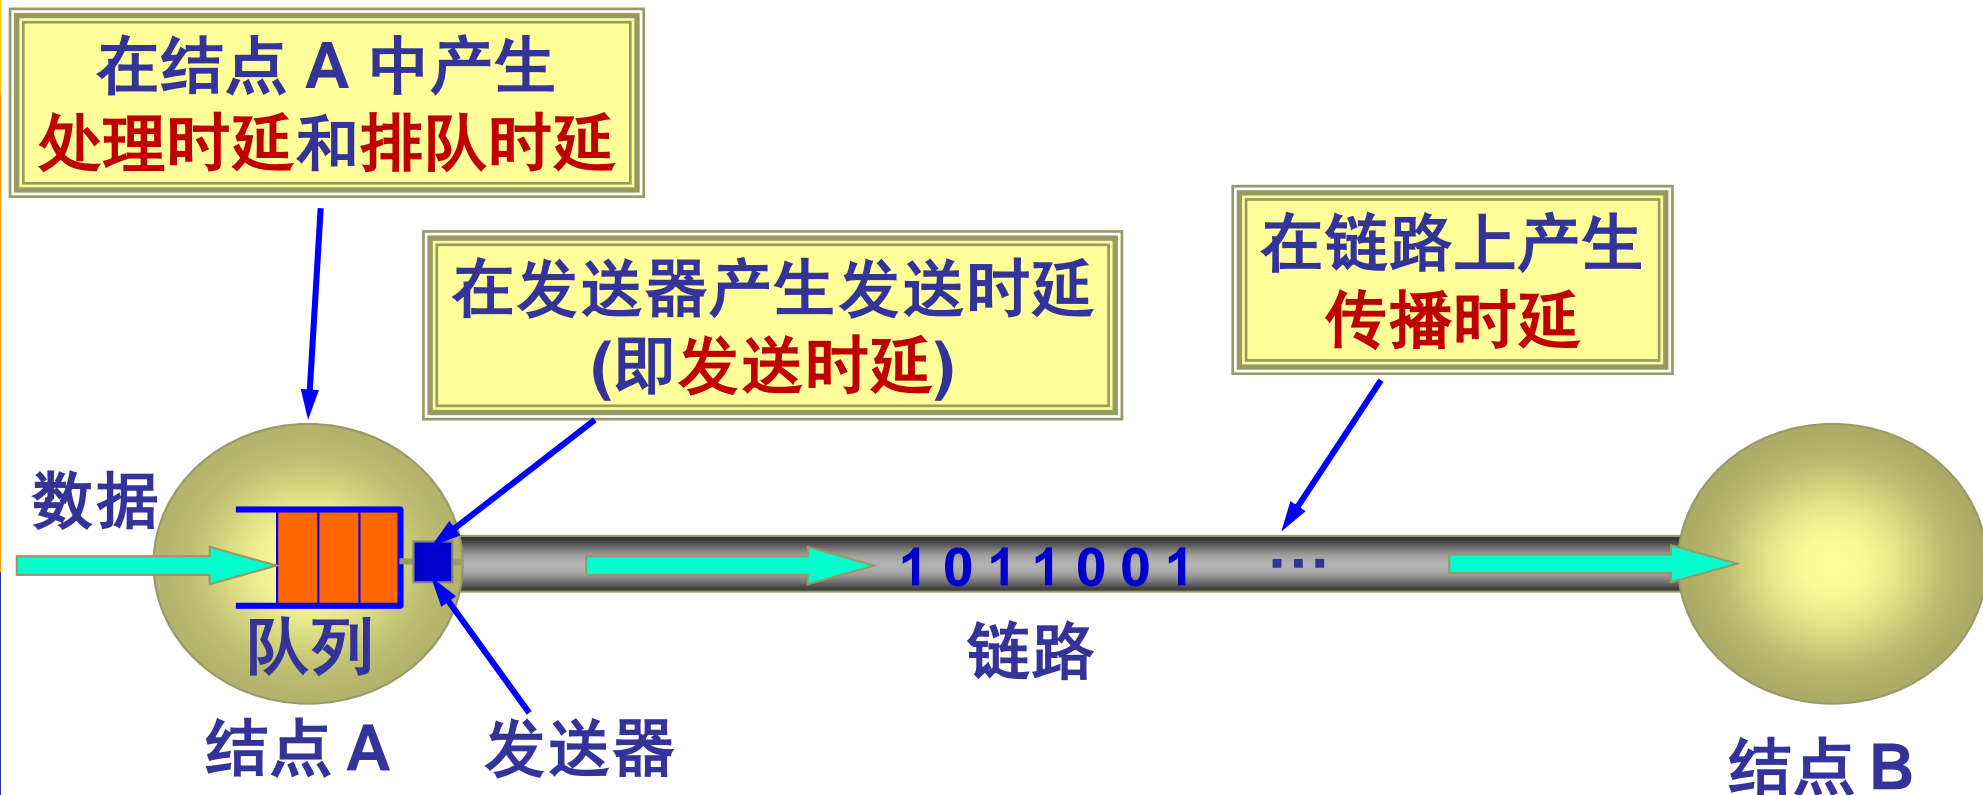 在结点 A 中产生
处理时延和排队时延
在发送器产生发送时延
(即发送时延)
在链路上产生
传播时延
数据
1 0 1 1 0 0 1 …
队列
链路
结点 A
发送器
结点 B